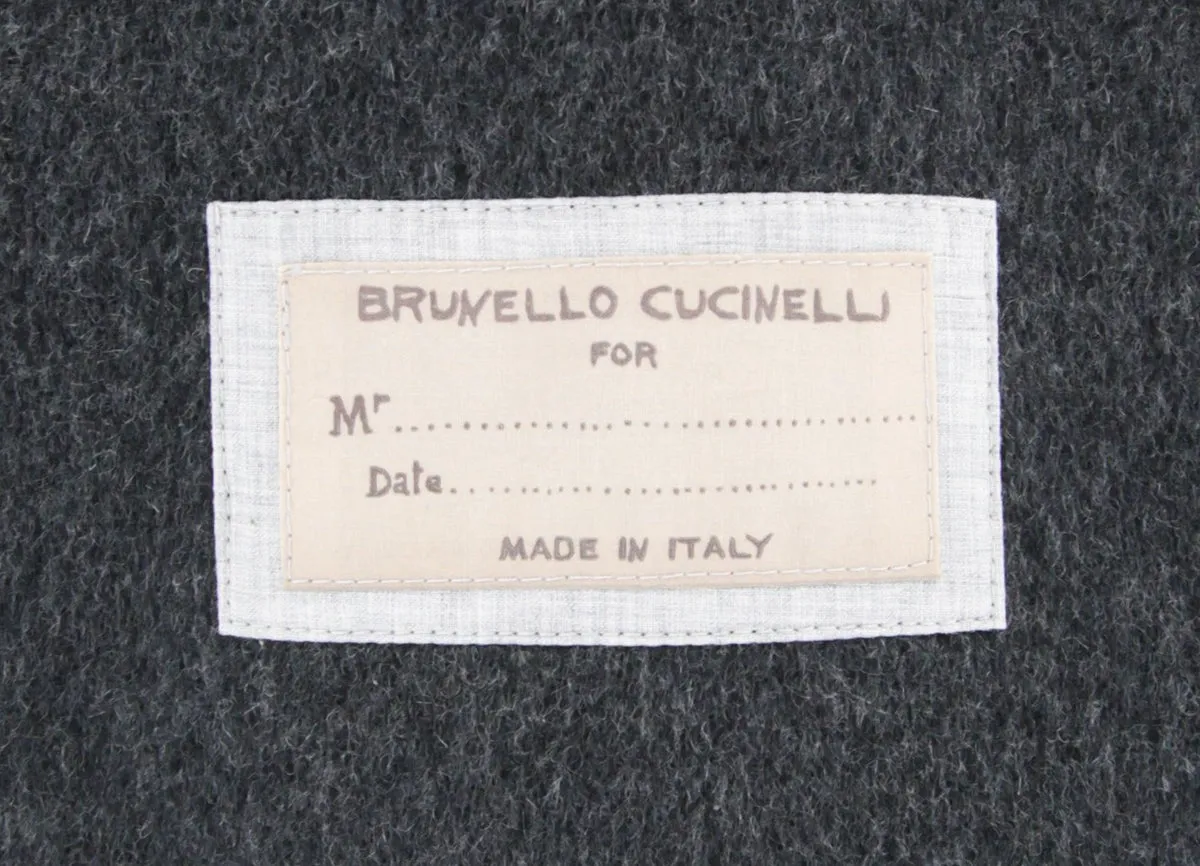 BRUNELLO CUCINELLI
FOR
Mr..............................................
Date......................................
MADE IN ITALY